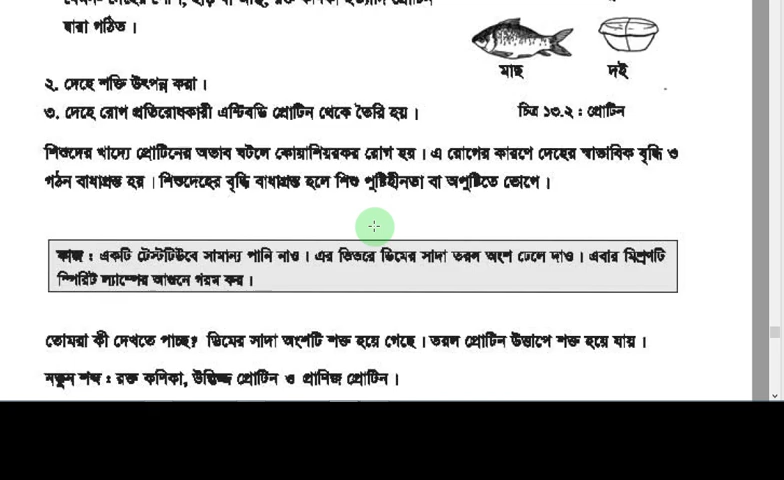 দ্বারা গঠিত।
মাছ
দই
২. দেহে শক্তি উৎপন্ন করা।
৩. দেহে রোগ প্রতিরোধকারী এন্টিবডি প্রোটিন থেকে তৈরি হয়।
চিত্র ১৩.২ : প্রোটিন
শিশুদের খাদ্যে প্রোটিনের অভাব ঘটলে কোয়াশিয়রকর রোগ হয়। এ রোগের কারণে দেহের স্বাভাবিক বৃদ্ধি ও
গঠন বাধাগ্রস্ত হয়। শিশুদেহের বৃদ্ধি বাধাগ্রস্ত হলে শিশু পুষ্টিহীনতা বা অপুষ্টিতে ভোগে।
কাজ : একটি টেস্টটিউবে সামান্য পানি নাও। এর ভিতরে ডিমের সাদা তরল অংশ ঢেলে দাও। এবার মিশ্রণটি
স্পিরিট ল্যাম্পের আগুনে গরম কর।
তোমরা কী দেখতে পাচ্ছ? ডিমের সাদা অংশটি শক্ত হয়ে গেছে। তরল প্রোটিন উত্তাপে শক্ত হয়ে যায়।
নতুন শব্দ : রক্ত কণিকা, উদ্ভিজ্জ প্রোটিন ও প্রাণিজ প্রোটিন।